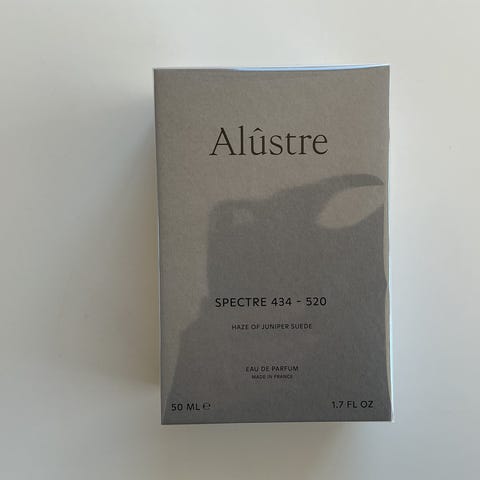 Alûstre
SPECTRE 434 - 520
HAZE OF JUNIPER SUEDE
EAU DE PARFUM
MADE IN FRANCE
50 ML ℮ 1.7 FL OZ